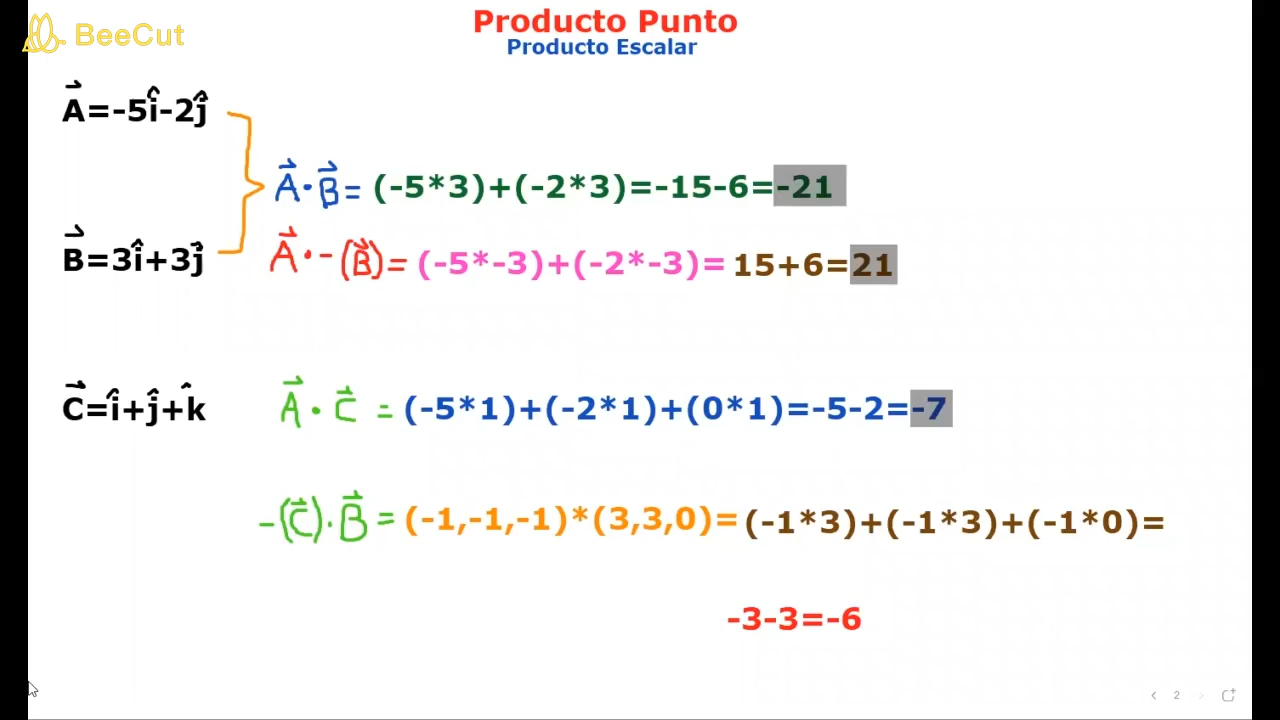 BeeCut
Producto Punto
Producto Escalar
A⃗=-5î-2ĵ
A⃗·B⃗= (-5*3)+(-2*3)=-15-6=-21
B⃗=3î+3ĵ
A⃗·-(B⃗)= (-5*-3)+(-2*-3)= 15+6=21
C⃗=î+ĵ+k̂
A⃗·C⃗ = (-5*1)+(-2*1)+(0*1)=-5-2=-7
-(C⃗)·B⃗ = (-1,-1,-1)*(3,3,0)= (-1*3)+(-1*3)+(-1*0)=
-3-3=-6
2